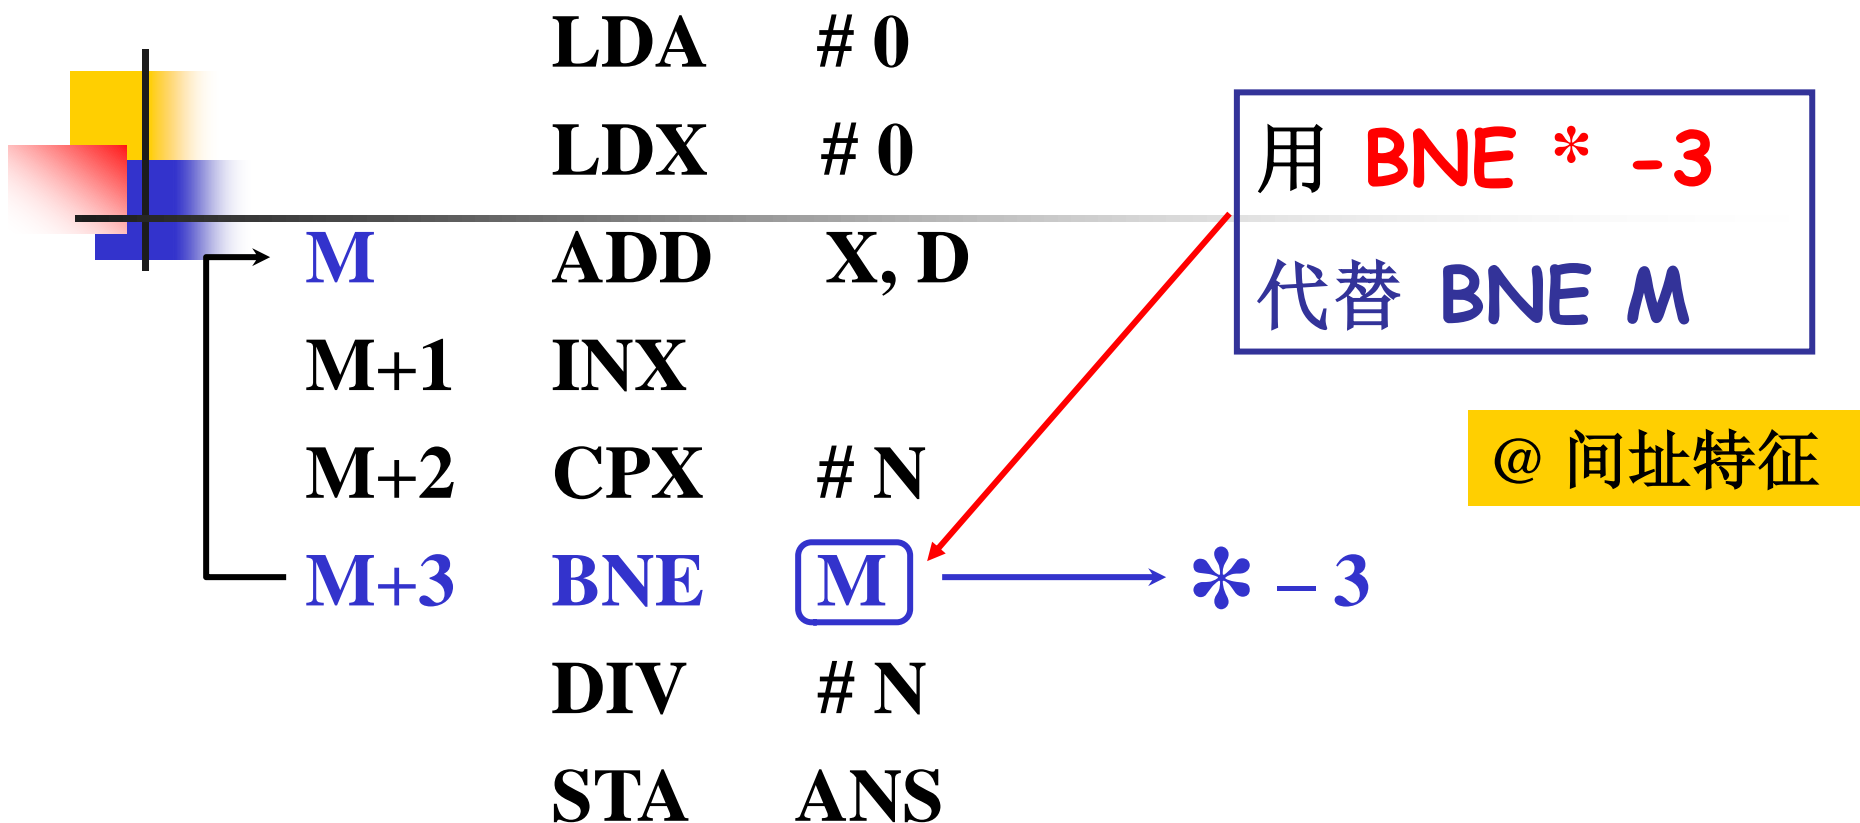 LDA # 0
LDX # 0
M ADD X, D
M+1 INX
M+2 CPX # N
M+3 BNE M * – 3
DIV # N
STA ANS
用 BNE * -3
代替 BNE M
@ 间址特征